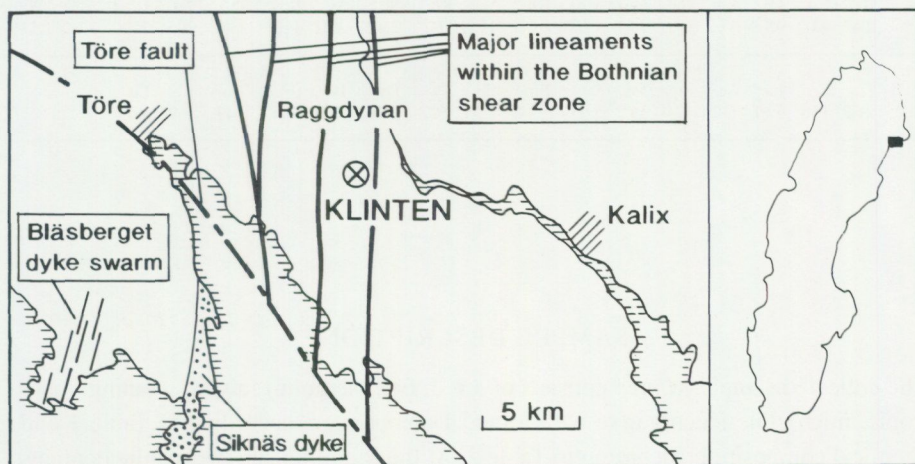 Töre fault
Major lineaments
within the Bothnian
shear zone
Töre
Raggdynan
KLINTEN
Kalix
Bläsberget
dyke swarm
5 km
Siknäs dyke